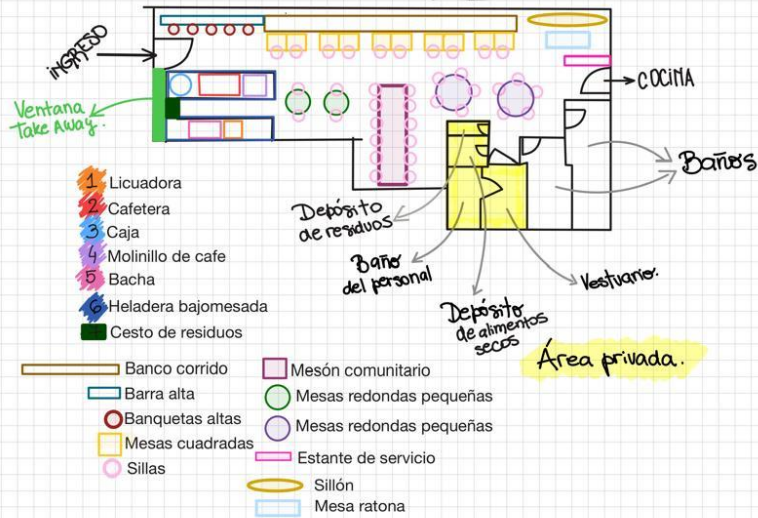 INGRESO
COCINA
Ventana
Take Away.
Baños
Depósito
de residuos
Baño
del personal
Depósito
de alimentos
secos
Vestuario.
Área privada.
1 Licuadora
2 Cafetera
3 Caja
4 Molinillo de cafe
5 Bacha
6 Heladera bajomesada
Cesto de residuos
Banco corrido
Barra alta
Banquetas altas
Mesas cuadradas
Sillas
Mesón comunitario
Mesas redondas pequeñas
Mesas redondas pequeñas
Estante de servicio
Sillón
Mesa ratona